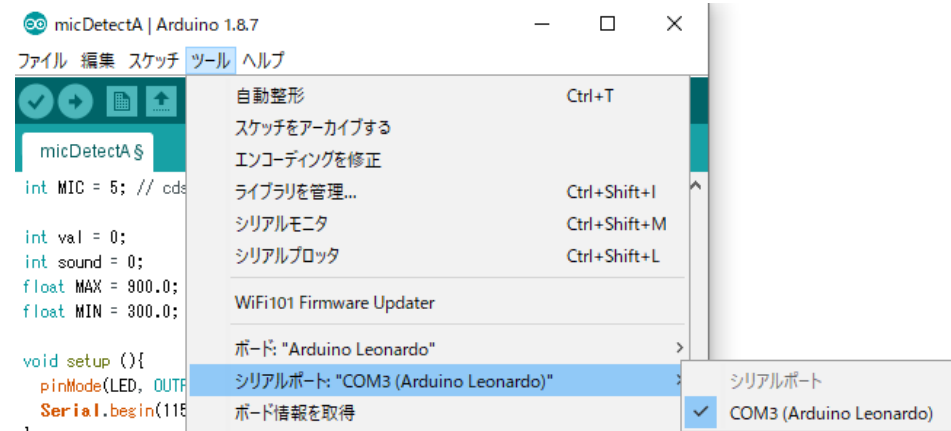 micDetectA | Arduino 1.8.7
ファイル 編集 スケッチ ツール ヘルプ
micDetectA §
int MIC = 5; // cds
int val = 0;
int sound = 0;
float MAX = 900.0;
float MIN = 300.0;
void setup (){
pinMode(LED, OUTP
Serial.begin(115
自動整形 Ctrl+T
スケッチをアーカイブする
エンコーディングを修正
ライブラリを管理... Ctrl+Shift+I
シリアルモニタ Ctrl+Shift+M
シリアルプロッタ Ctrl+Shift+L
WiFi101 Firmware Updater
ボード: "Arduino Leonardo"
シリアルポート: "COM3 (Arduino Leonardo)"
ボード情報を取得
シリアルポート
COM3 (Arduino Leonardo)